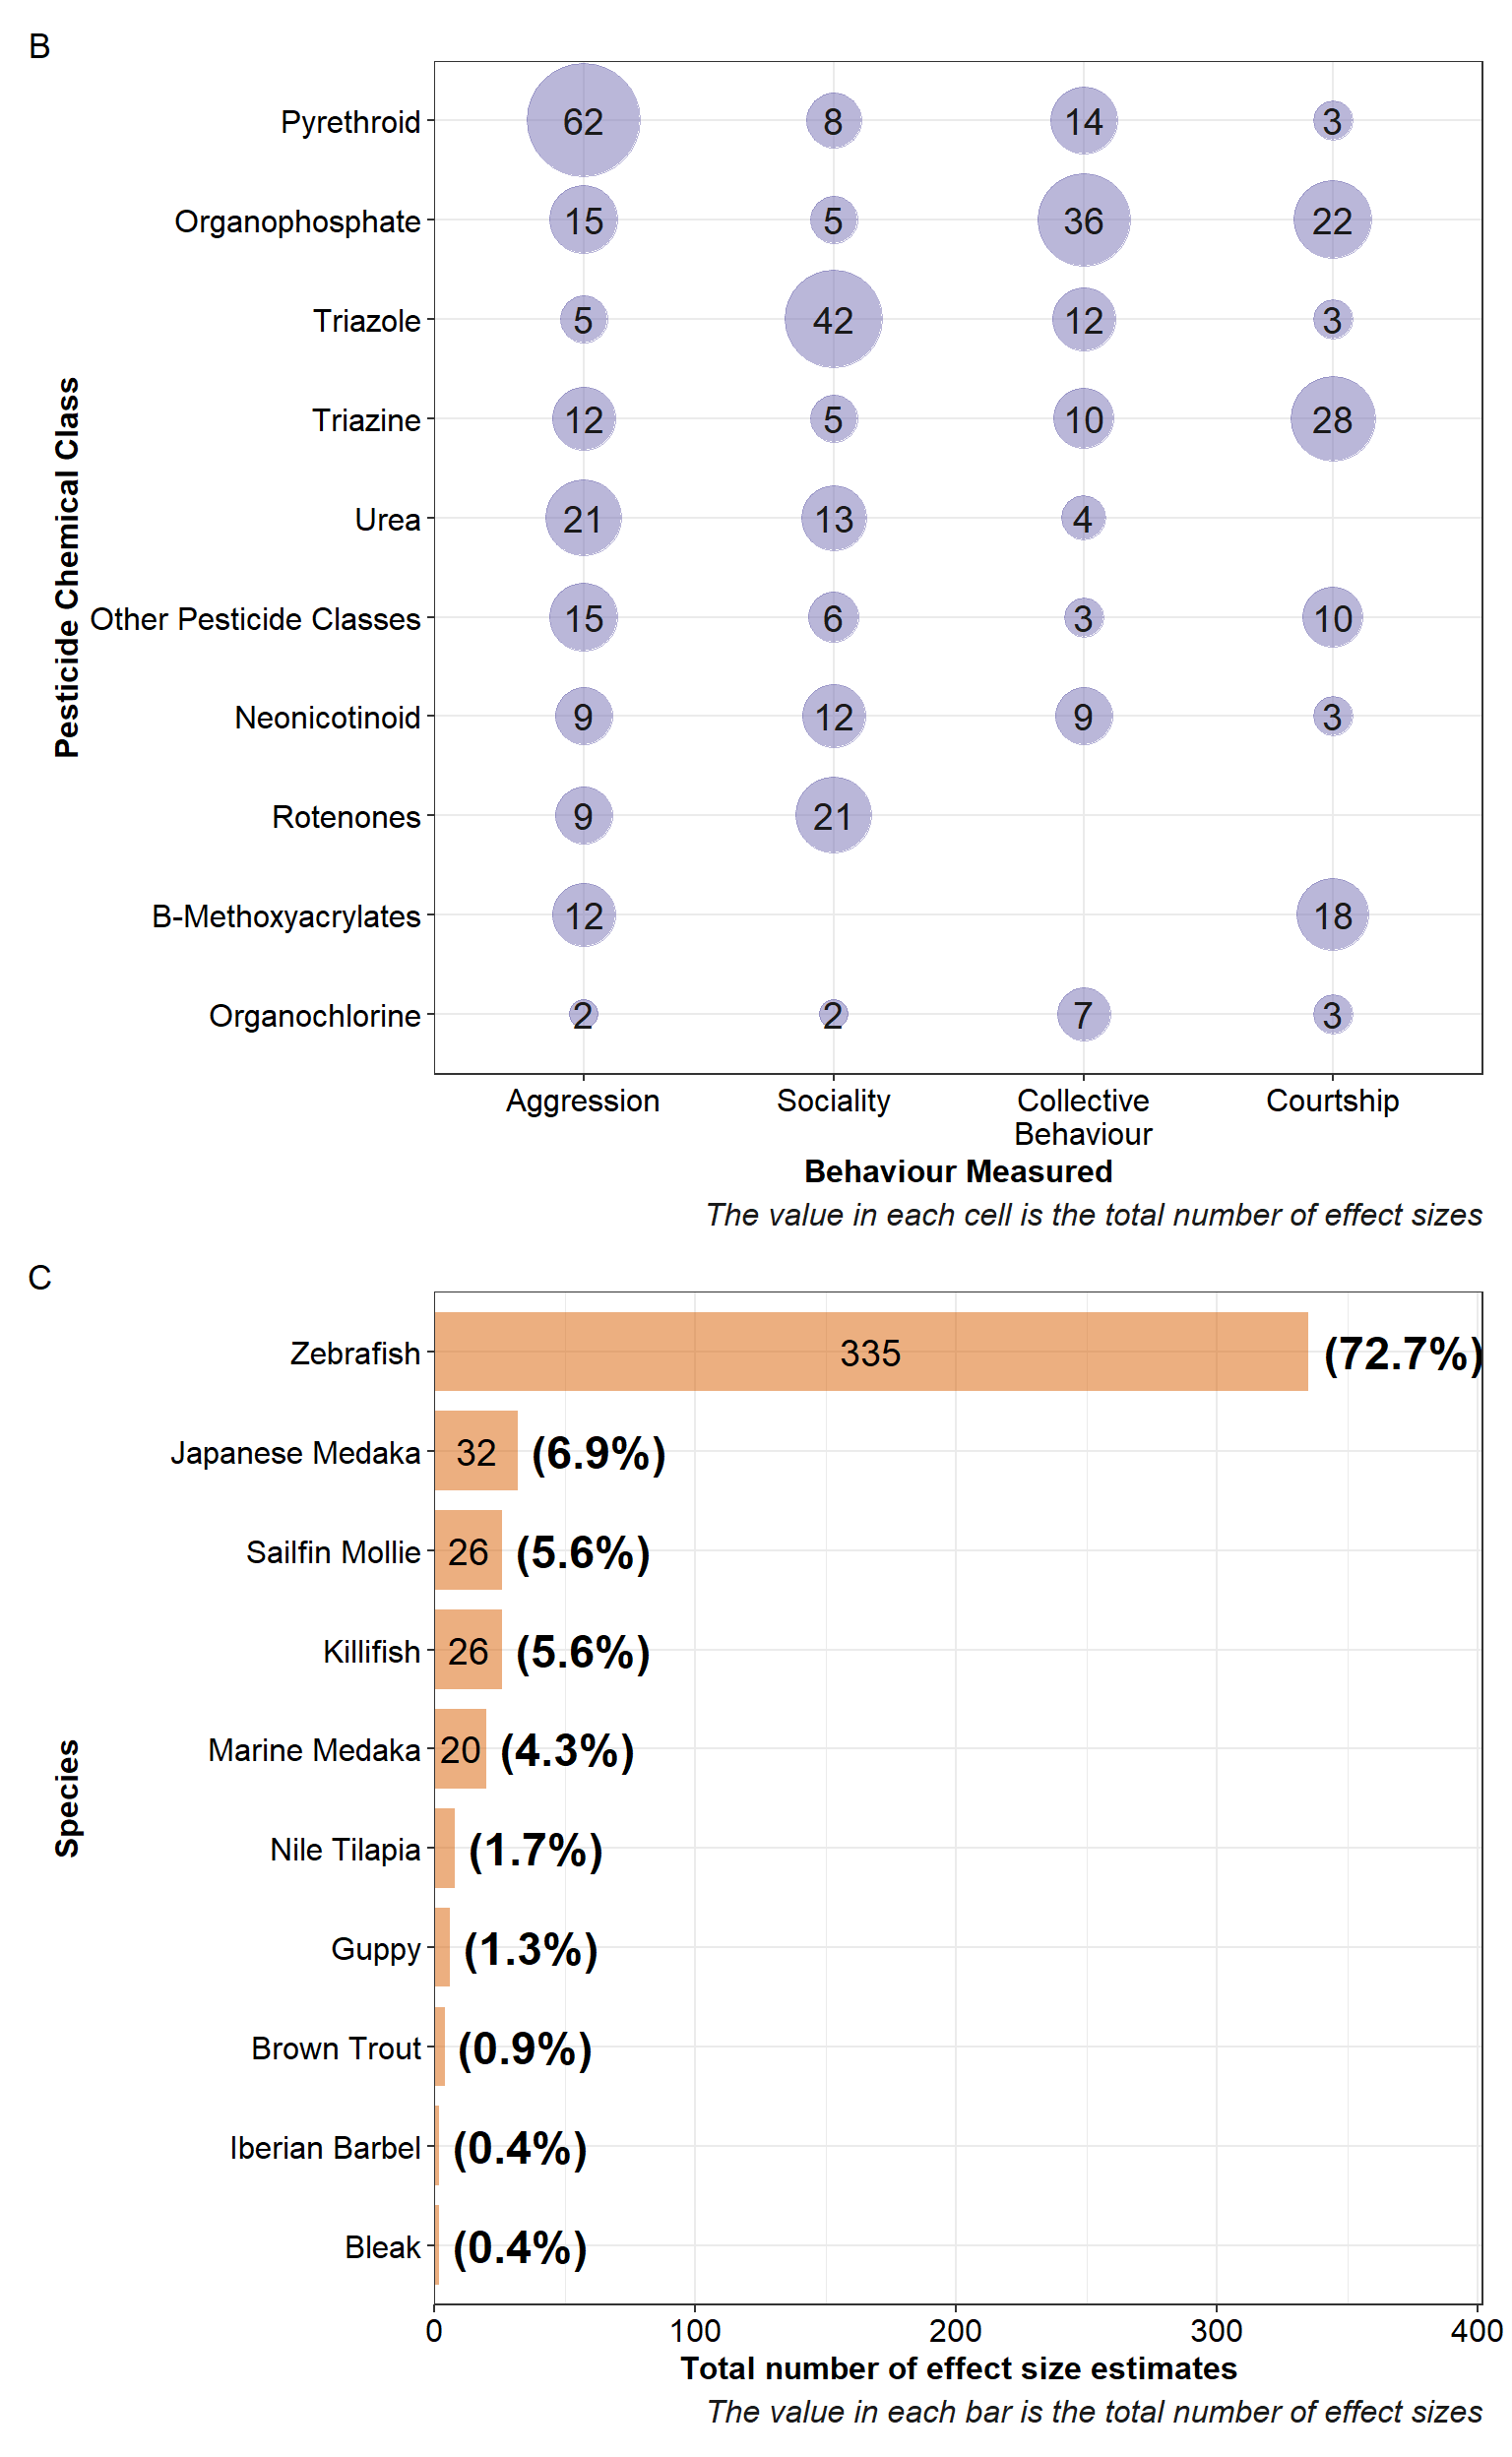 B
Pyrethroid 62 8 14 3
Organophosphate 15 5 36 22
Triazole 5 42 12 3
Triazine 12 5 10 28
Urea 21 13 4
Other Pesticide Classes 15 6 3 10
Neonicotinoid 9 12 9 3
Rotenones 9 21
B-Methoxyacrylates 12 18
Organochlorine 2 2 7 3
Pesticide Chemical Class
Aggression Sociality Collective Courtship
Behaviour
Behaviour Measured
The value in each cell is the total number of effect sizes
C
Zebrafish 335 (72.7%)
Japanese Medaka 32 (6.9%)
Sailfin Mollie 26 (5.6%)
Killifish 26 (5.6%)
Marine Medaka 20 (4.3%)
Nile Tilapia (1.7%)
Guppy (1.3%)
Brown Trout (0.9%)
Iberian Barbel (0.4%)
Bleak (0.4%)
Species
0 100 200 300 400
Total number of effect size estimates
The value in each bar is the total number of effect sizes